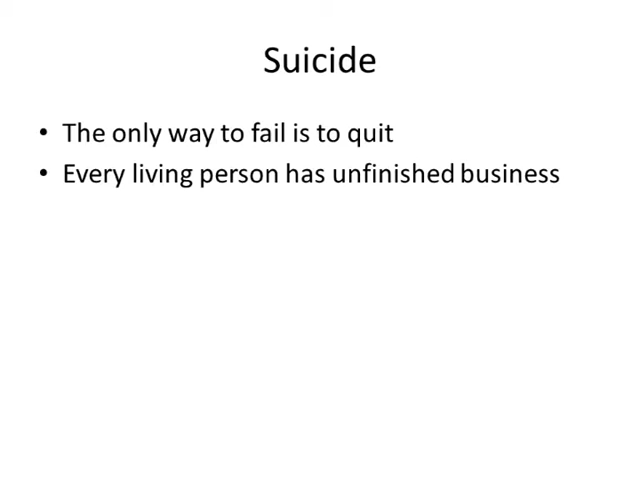 Suicide
• The only way to fail is to quit
• Every living person has unfinished business